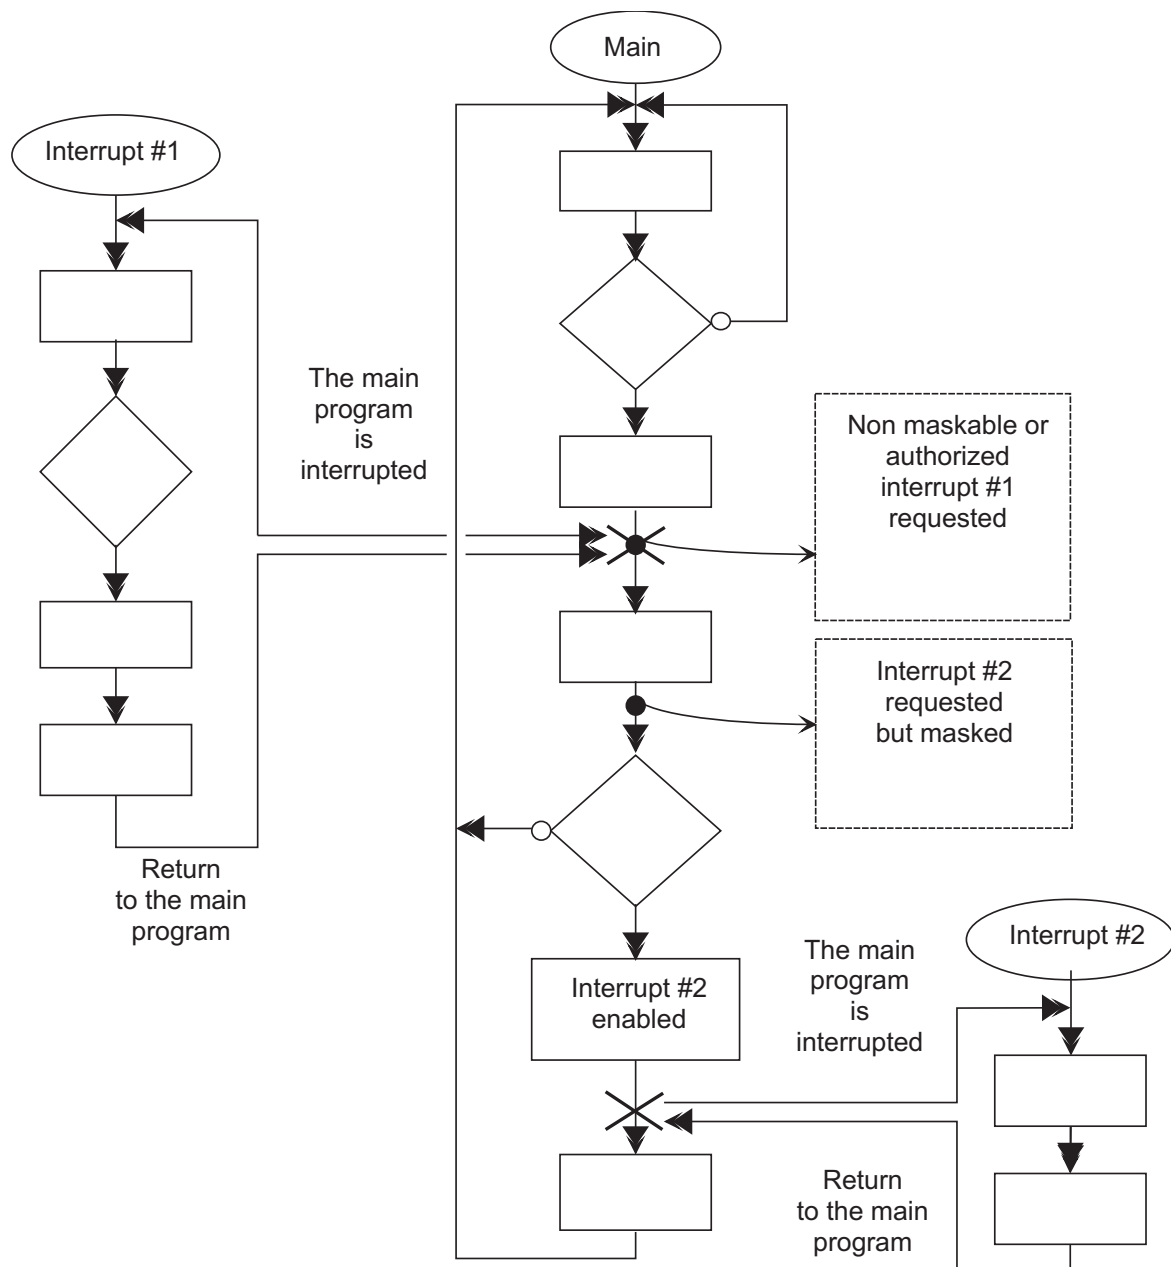 Main
Interrupt #1
The main
program
is
interrupted
Non maskable or
authorized
interrupt #1
requested
Interrupt #2
requested
but masked
Return
to the main
program
Interrupt #2
enabled
The main
program
is
interrupted
Interrupt #2
Return
to the main
program